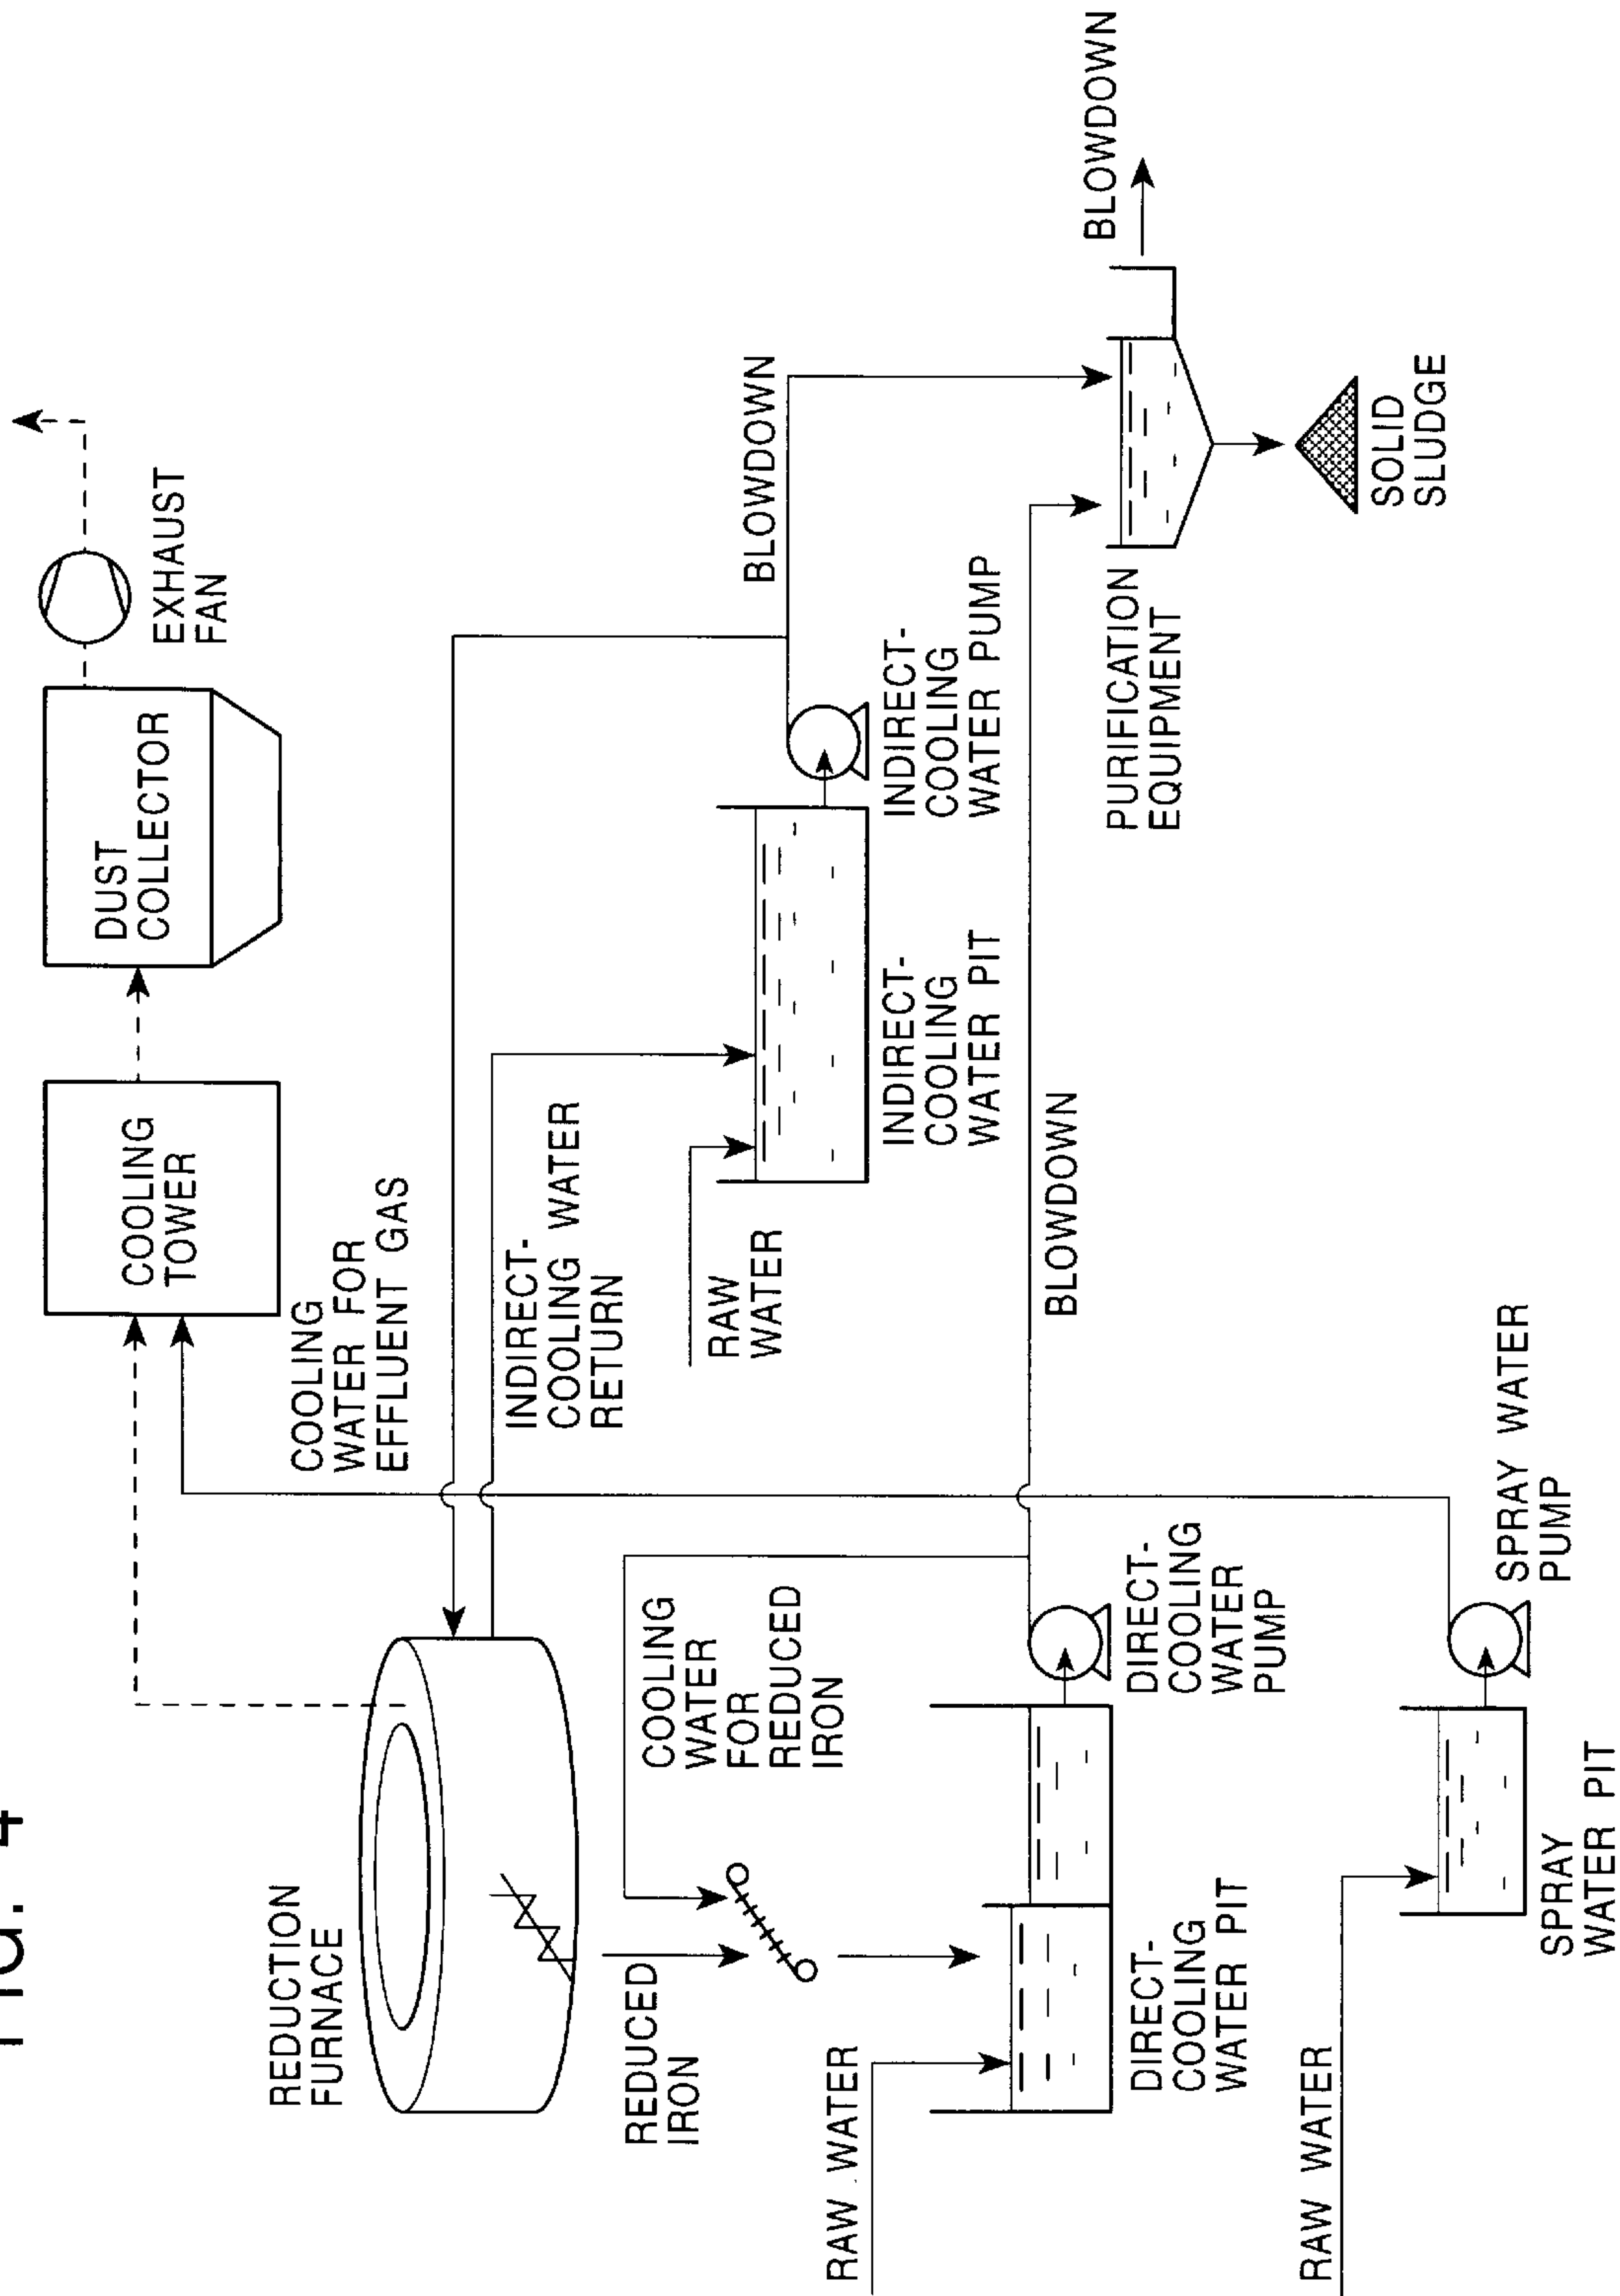 FIG. 4
REDUCTION
FURNACE
COOLING
TOWER
DUST
COLLECTOR
EXHAUST
FAN
COOLING
WATER FOR
EFFLUENT GAS
INDIRECT-
COOLING WATER
RETURN
REDUCED
IRON
COOLING
WATER
FOR
REDUCED
IRON
RAW
WATER
INDIRECT-
COOLING
WATER PIT
INDIRECT-
COOLING
WATER PUMP
BLOWDOWN
RAW WATER
DIRECT-
COOLING
WATER PIT
DIRECT-
COOLING
WATER
PUMP
BLOWDOWN
PURIFICATION
EQUIPMENT
BLOWDOWN
SOLID
SLUDGE
RAW WATER
SPRAY
WATER PIT
SPRAY WATER
PUMP